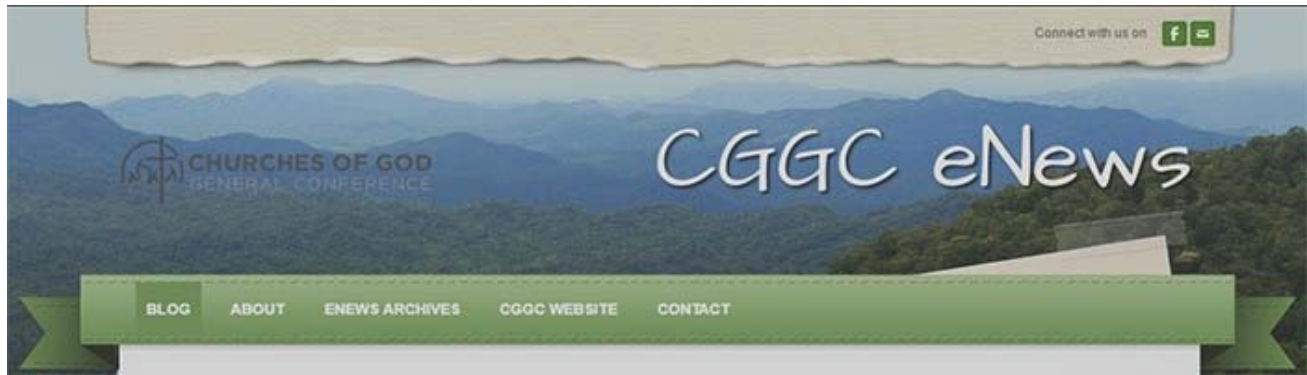 Connect with us on
CHURCHES OF GOD
GENERAL CONFERENCE
CGGC eNews
BLOG ABOUT ENEWS ARCHIVES CGGC WEBSITE CONTACT